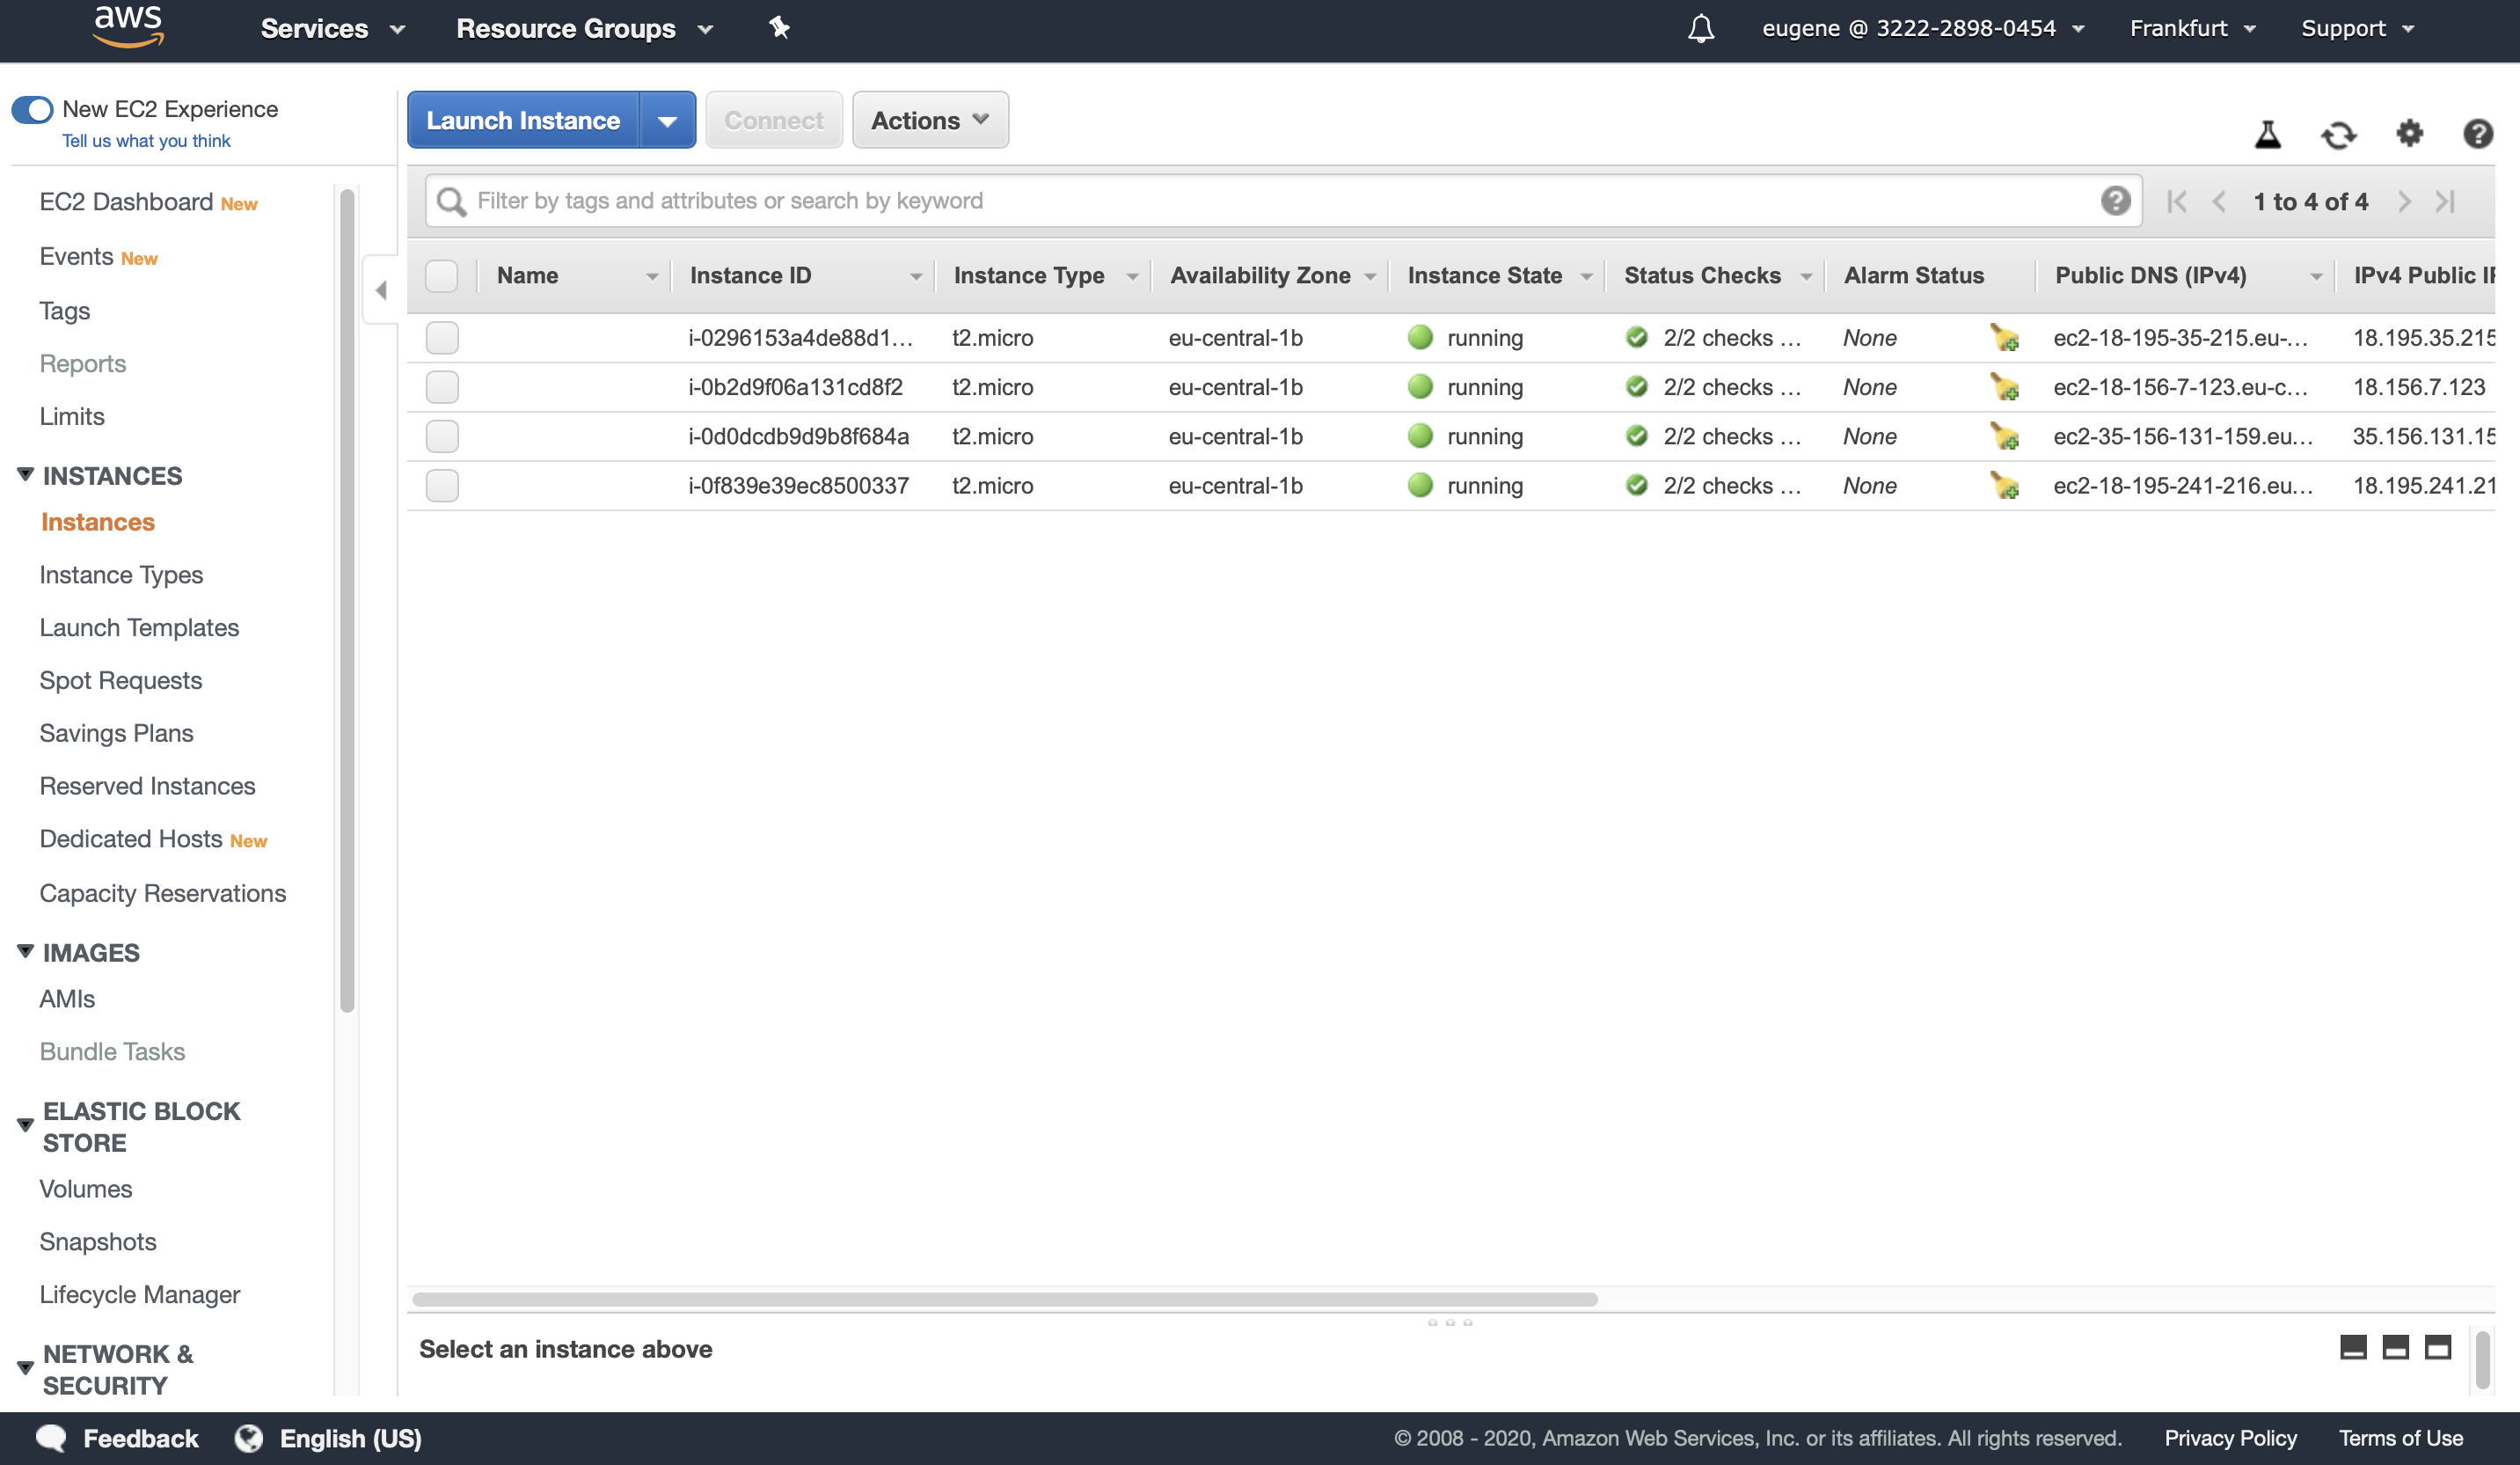 aws Services Resource Groups eugene @ 3222-2898-0454 Frankfurt Support
New EC2 Experience
Tell us what you think
EC2 Dashboard New
Events New
Tags
Reports
Limits
INSTANCES
Instances
Instance Types
Launch Templates
Spot Requests
Savings Plans
Reserved Instances
Dedicated Hosts New
Capacity Reservations
IMAGES
AMIs
Bundle Tasks
ELASTIC BLOCK
STORE
Volumes
Snapshots
Lifecycle Manager
NETWORK &
SECURITY
Launch Instance Connect Actions
Filter by tags and attributes or search by keyword 1 to 4 of 4
Name Instance ID Instance Type Availability Zone Instance State Status Checks Alarm Status Public DNS (IPv4) IPv4 Public IP
i-0296153a4de88d1... t2.micro eu-central-1b running 2/2 checks ... None ec2-18-195-35-215.eu-... 18.195.35.215
i-0b2d9f06a131cd8f2 t2.micro eu-central-1b running 2/2 checks ... None ec2-18-156-7-123.eu-c... 18.156.7.123
i-0d0dcdb9d9b8f684a t2.micro eu-central-1b running 2/2 checks ... None ec2-35-156-131-159.eu... 35.156.131.15
i-0f839e39ec8500337 t2.micro eu-central-1b running 2/2 checks ... None ec2-18-195-241-216.eu... 18.195.241.21
Select an instance above
Feedback English (US) © 2008 - 2020, Amazon Web Services, Inc. or its affiliates. All rights reserved. Privacy Policy Terms of Use